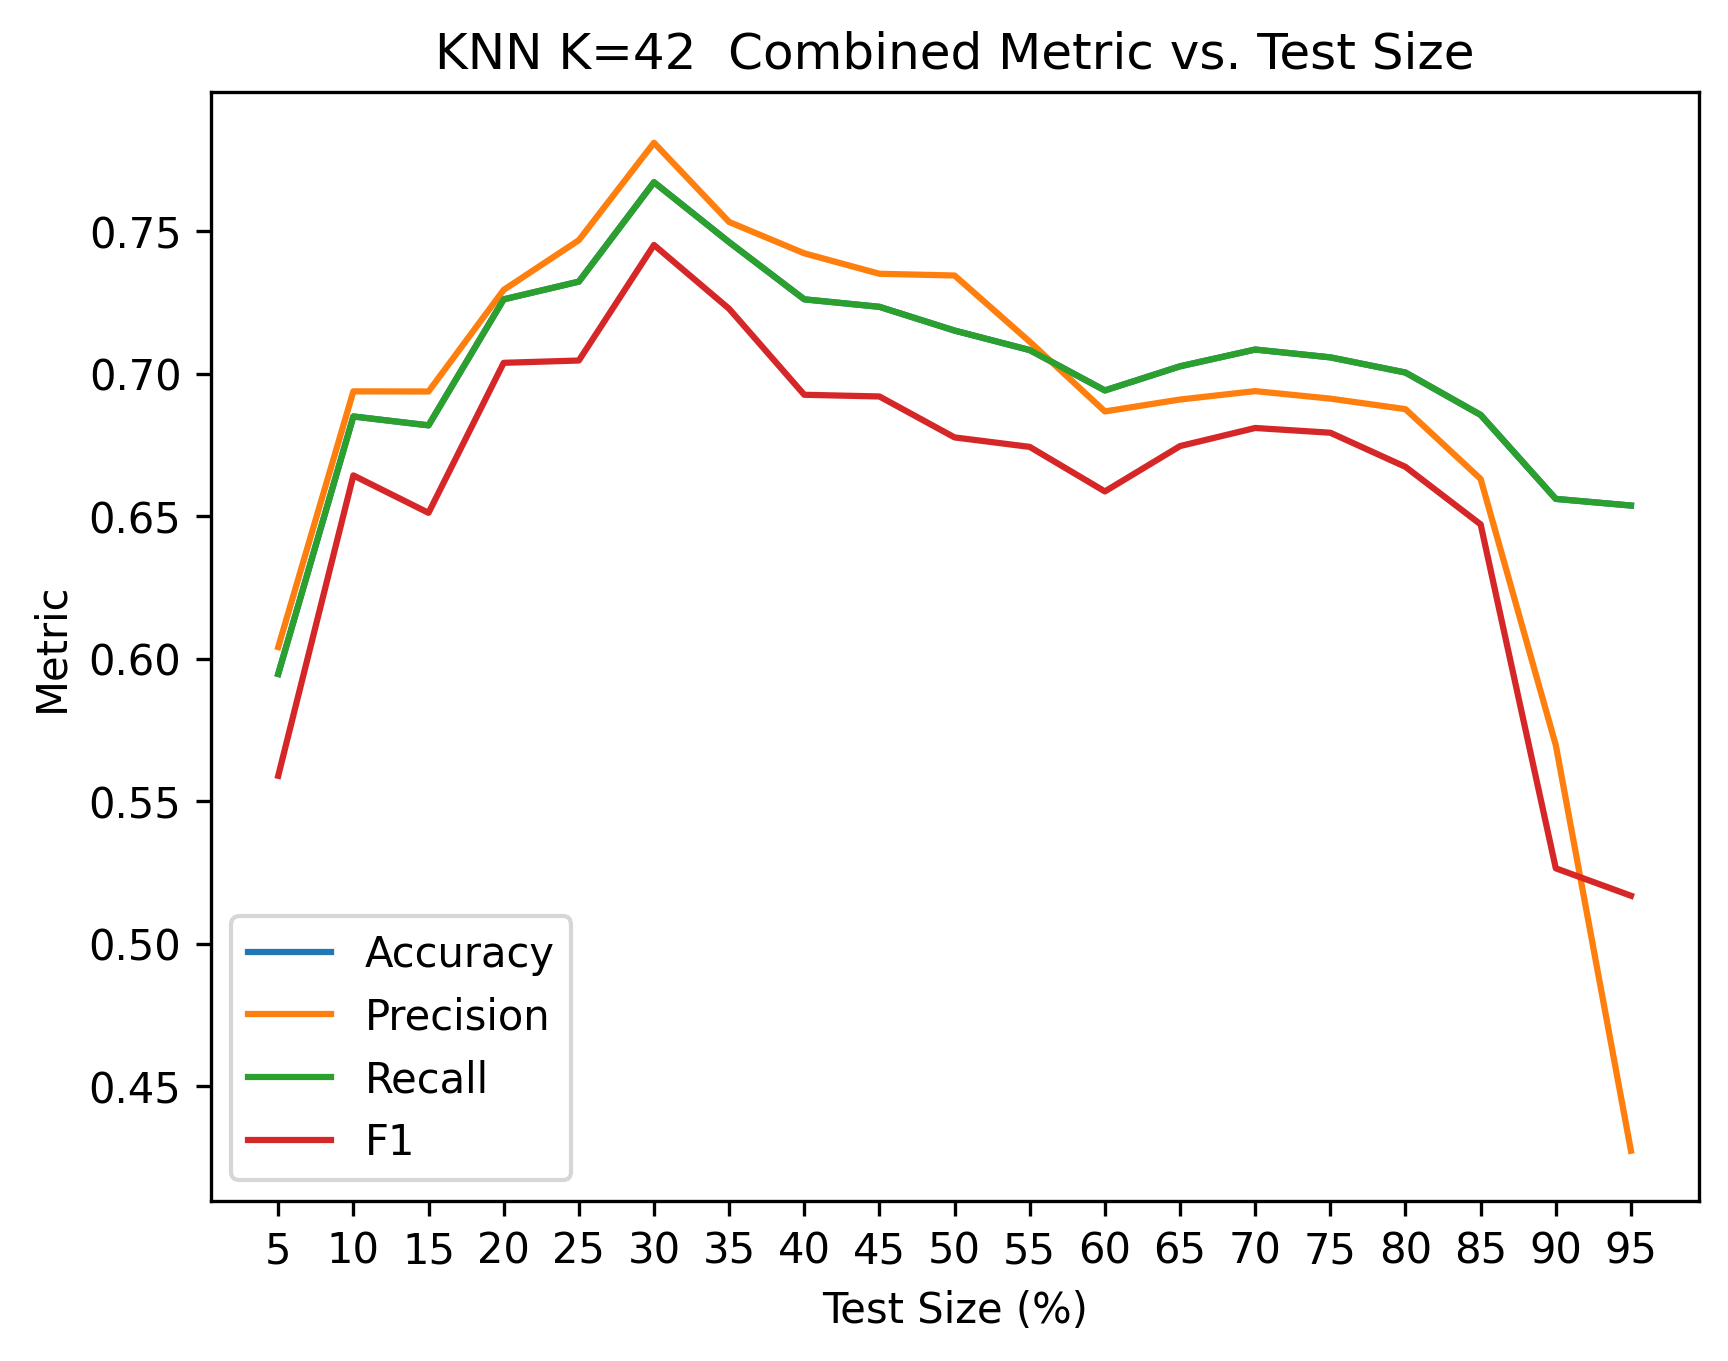 KNN K=42  Combined Metric vs. Test Size
Metric
0.75
0.70
0.65
0.60
0.55
0.50
0.45
Accuracy
Precision
Recall
F1
5 10 15 20 25 30 35 40 45 50 55 60 65 70 75 80 85 90 95
Test Size (%)